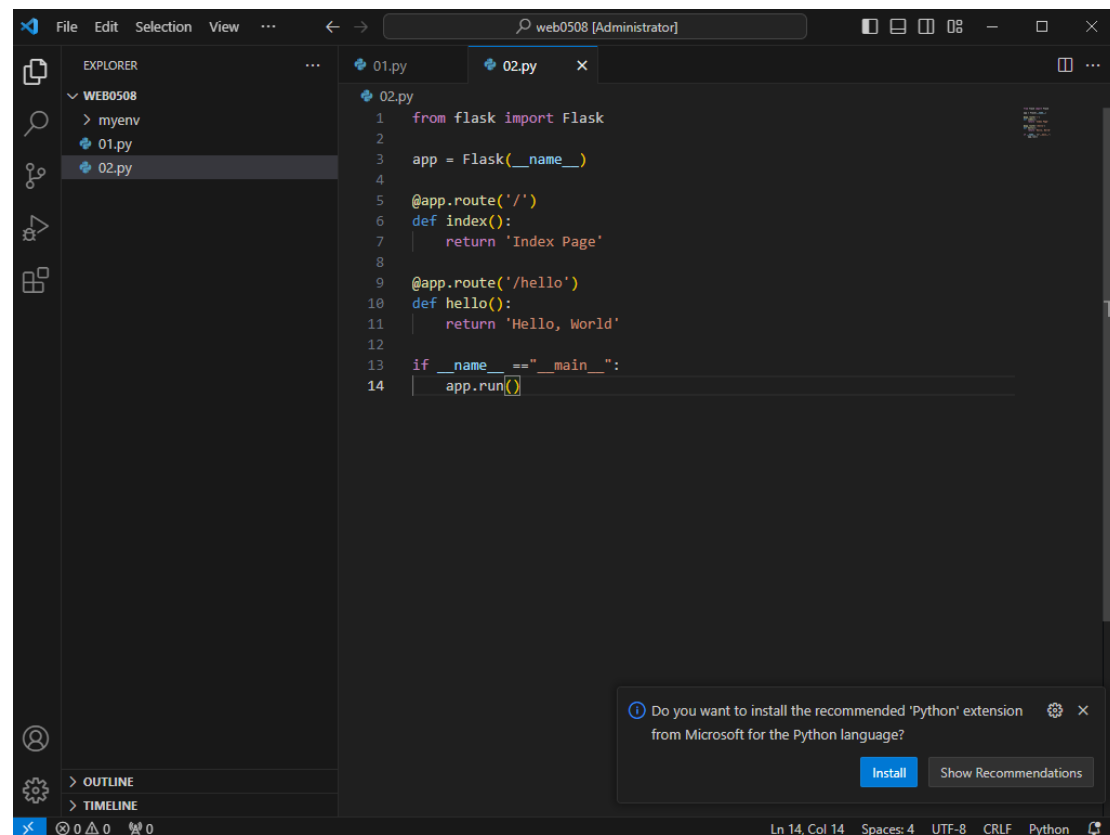 File Edit Selection View ··· web0508 [Administrator]
EXPLORER ···
WEB0508
myenv
01.py
02.py
OUTLINE
TIMELINE
01.py 02.py
02.py
1 from flask import Flask
2
3 app = Flask(__name__)
4
5 @app.route('/')
6 def index():
7     return 'Index Page'
8
9 @app.route('/hello')
10 def hello():
11     return 'Hello, World'
12
13 if __name__ =="__main__":
14     app.run()
Do you want to install the recommended 'Python' extension
from Microsoft for the Python language?
Install Show Recommendations
0 0 0 Ln 14, Col 14 Spaces: 4 UTF-8 CRLF Python